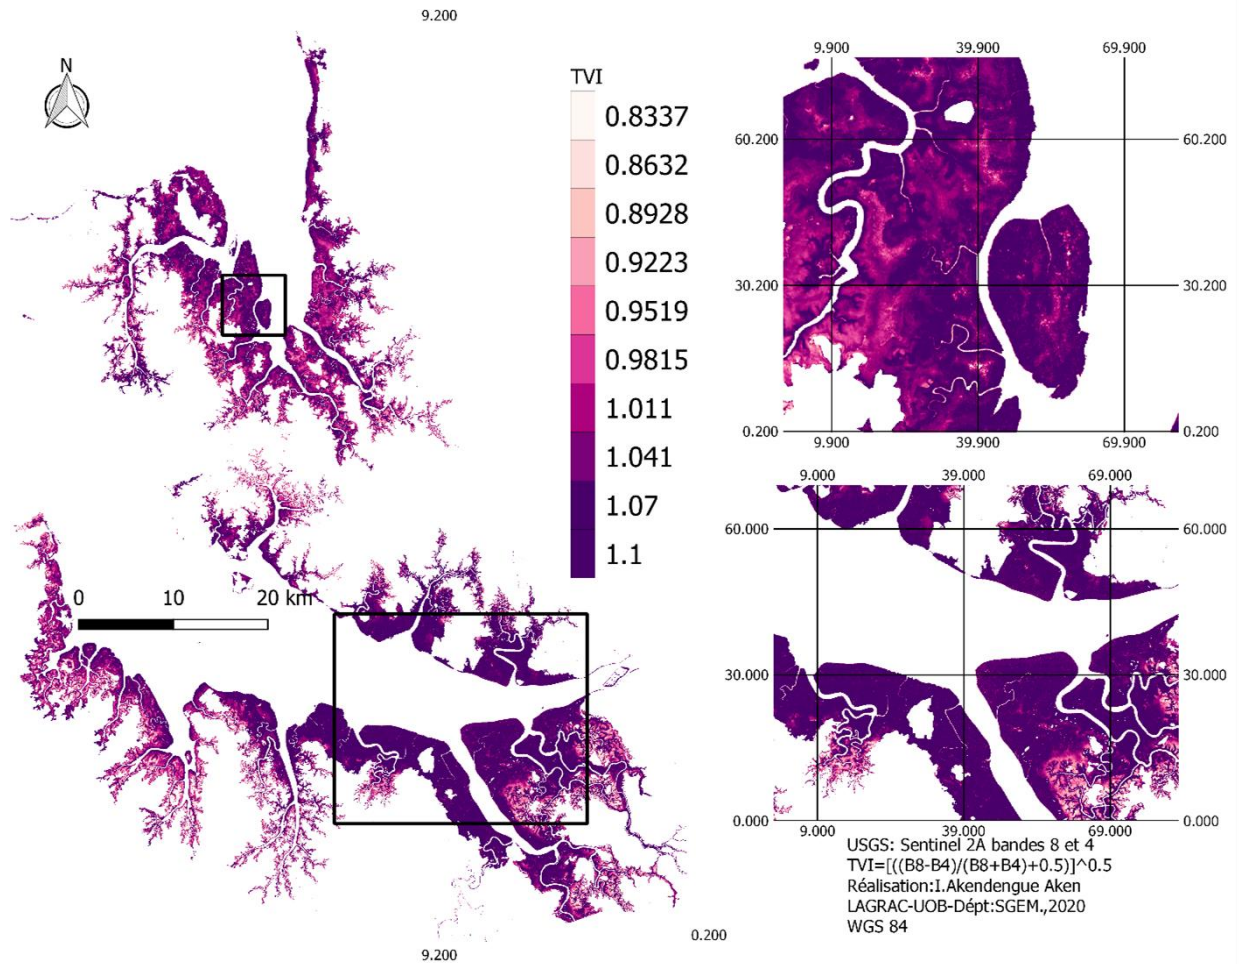 9.200
N
TVI
0.8337
0.8632
0.8928
0.9223
0.9519
0.9815
1.011
1.041
1.07
1.1
0 10 20 km
9.200
0.200
9.900 39.900 69.900
60.200 60.200
30.200 30.200
0.200 0.200
9.900 39.900 69.900
9.000 39.000 69.000
60.000 60.000
30.000 30.000
0.000 0.000
9.000 39.000 69.000
USGS: Sentinel 2A bandes 8 et 4
TVI=[((B8-B4)/(B8+B4)+0.5)]^0.5
Réalisation:I.Akendengue Aken
LAGRAC-UOB-Dépt:SGEM.,2020
WGS 84